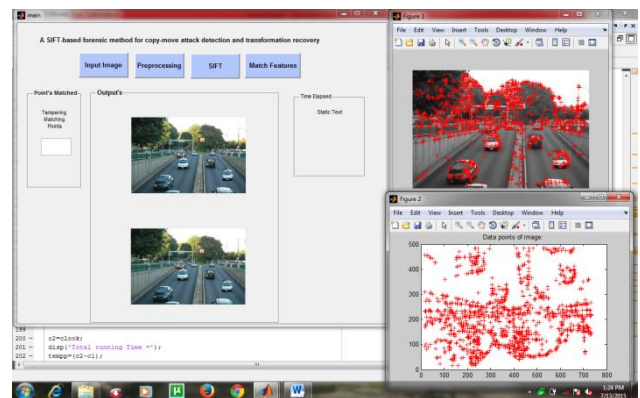 main
A SIFT-based forensic method for copy-move attack detection and transformation recovery
Input Image
Preprocessing
SIFT
Match Features
Point's Matched
Tampering
Matching
Points
Output's
Time Elapsed
Static Text
Figure 1
File Edit View Insert Tools Desktop Window Help
Figure 2
File Edit View Insert Tools Desktop Window Help
Data points of image:
500
400
300
200
100
0
0 100 200 300 400 500 600 700 800
199
200 - c2=clock;
201 - disp('Total running Time =');
202 - tempp=(c2-c1);
1:24 PM
7/13/2015